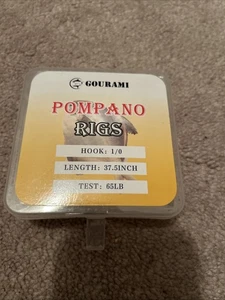 GOURAMI
POMPANO
RIGS
HOOK: 1/0
LENGTH: 37.5INCH
TEST: 65LB